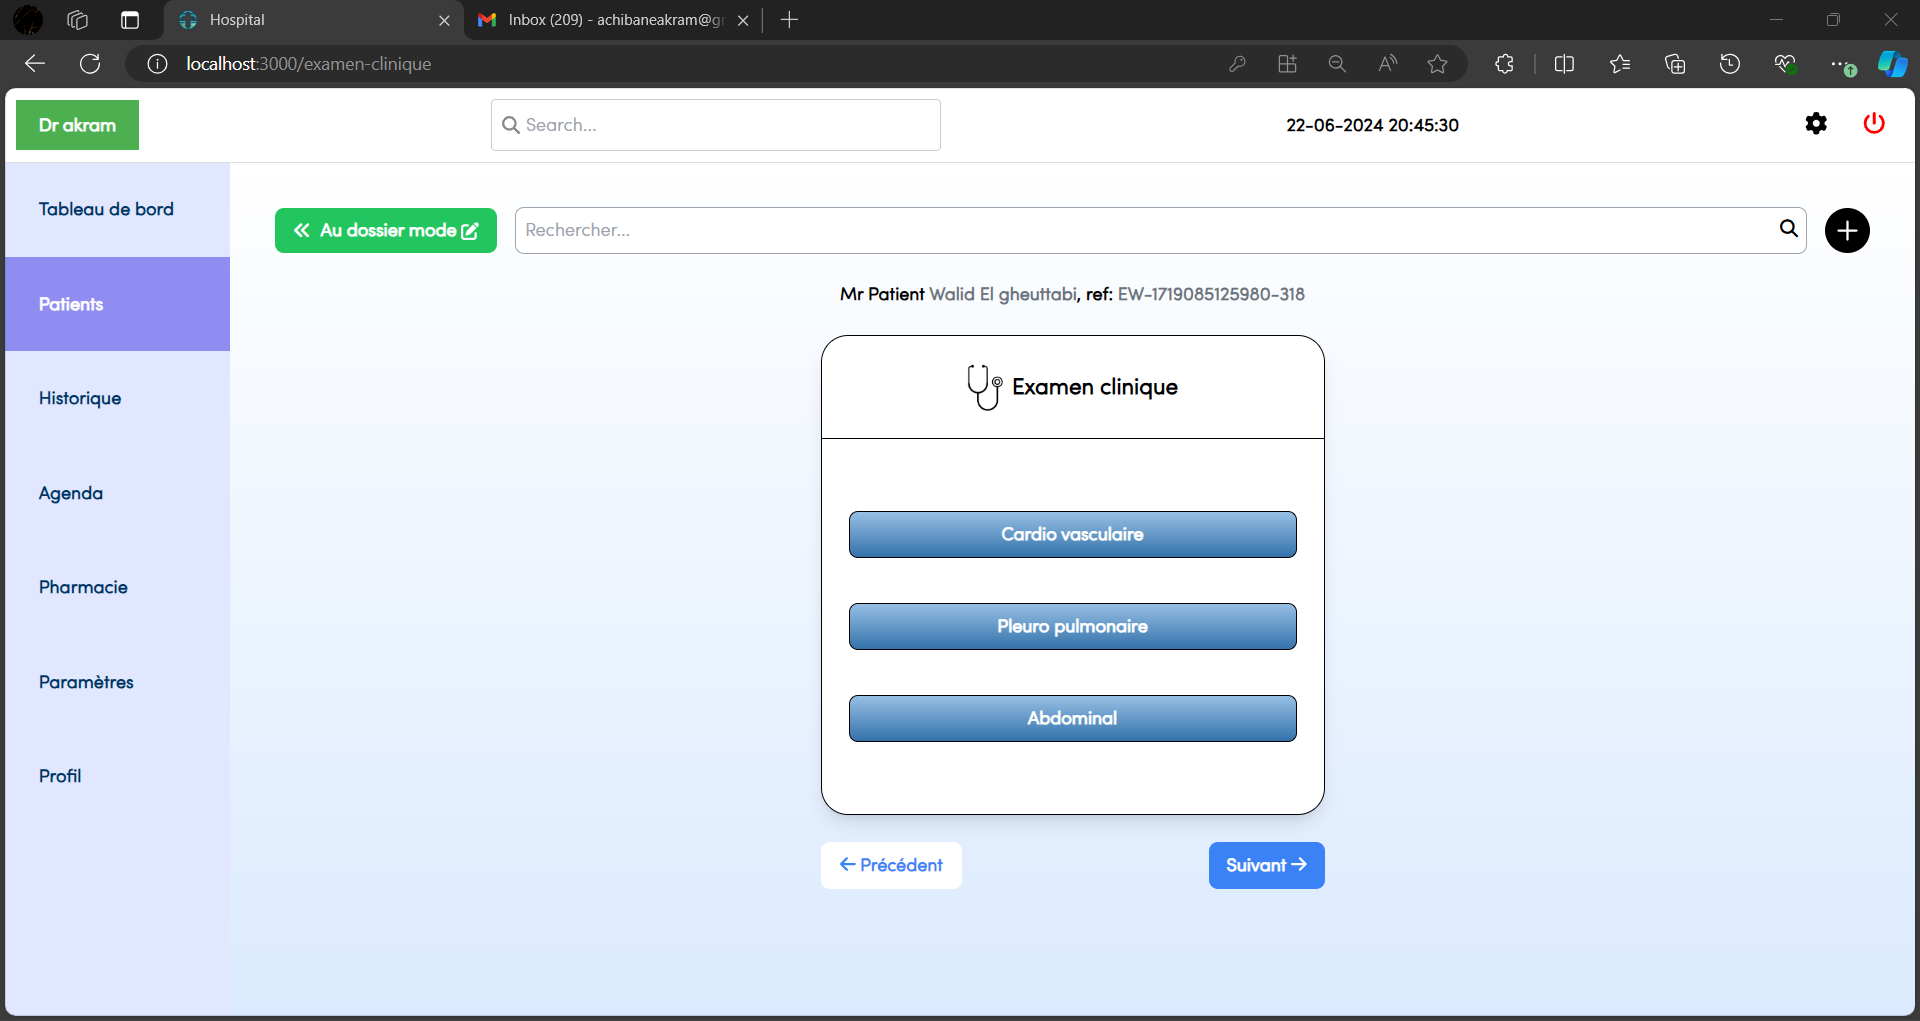 Hospital
Inbox (209) - achibaneakram@g
localhost:3000/examen-clinique
Dr akram
Search...
22-06-2024 20:45:30
Tableau de bord
Patients
Historique
Agenda
Pharmacie
Paramètres
Profil
Au dossier mode
Rechercher...
Mr Patient Walid El gheuttabi, ref: EW-1719085125980-318
Examen clinique
Cardio vasculaire
Pleuro pulmonaire
Abdominal
Précédent
Suivant